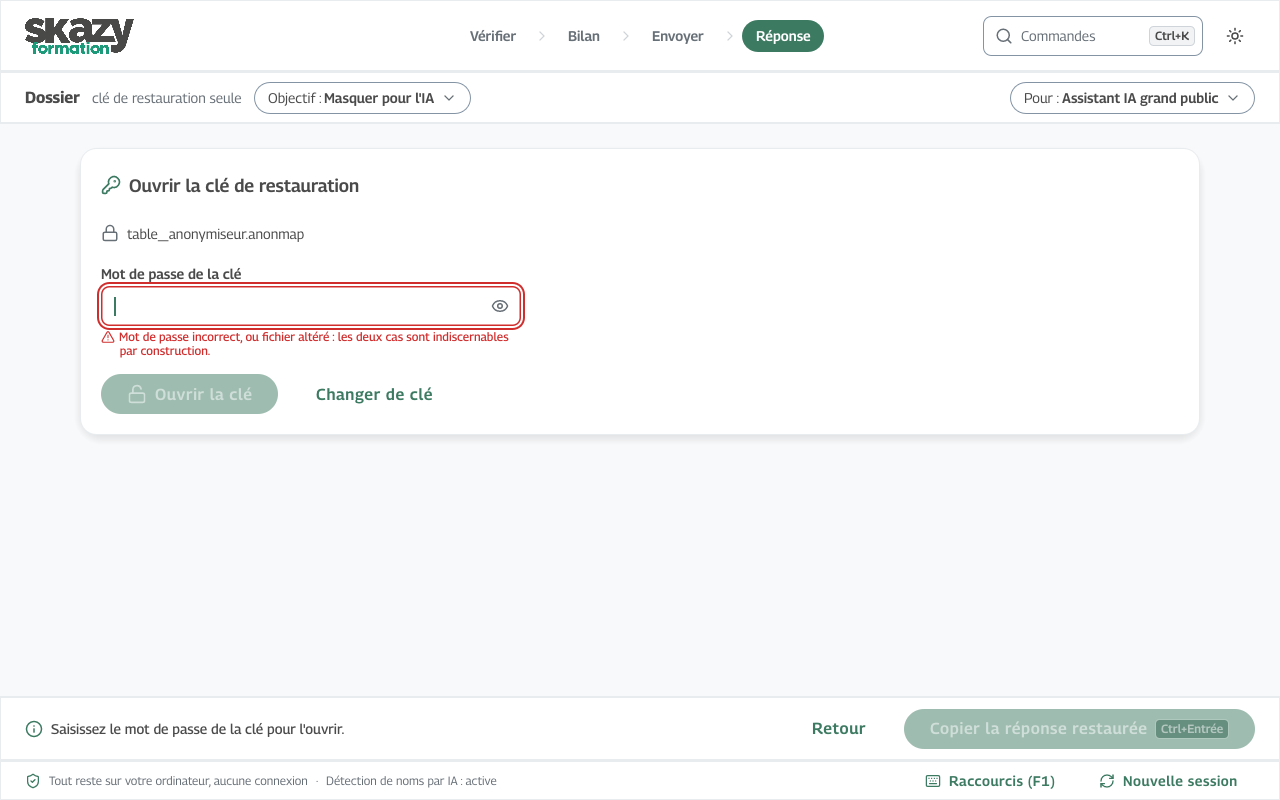 skazy
formation
Vérifier
Bilan
Envoyer
Réponse
Commandes
Ctrl+K
Dossier
clé de restauration seule
Objectif : Masquer pour l'IA
Pour : Assistant IA grand public
Ouvrir la clé de restauration
table__anonymiseur.anonmap
Mot de passe de la clé
Mot de passe incorrect, ou fichier altéré : les deux cas sont indiscernables
par construction.
Ouvrir la clé
Changer de clé
Saisissez le mot de passe de la clé pour l'ouvrir.
Retour
Copier la réponse restaurée
Ctrl+Entrée
Tout reste sur votre ordinateur, aucune connexion · Détection de noms par IA : active
Raccourcis (F1)
Nouvelle session